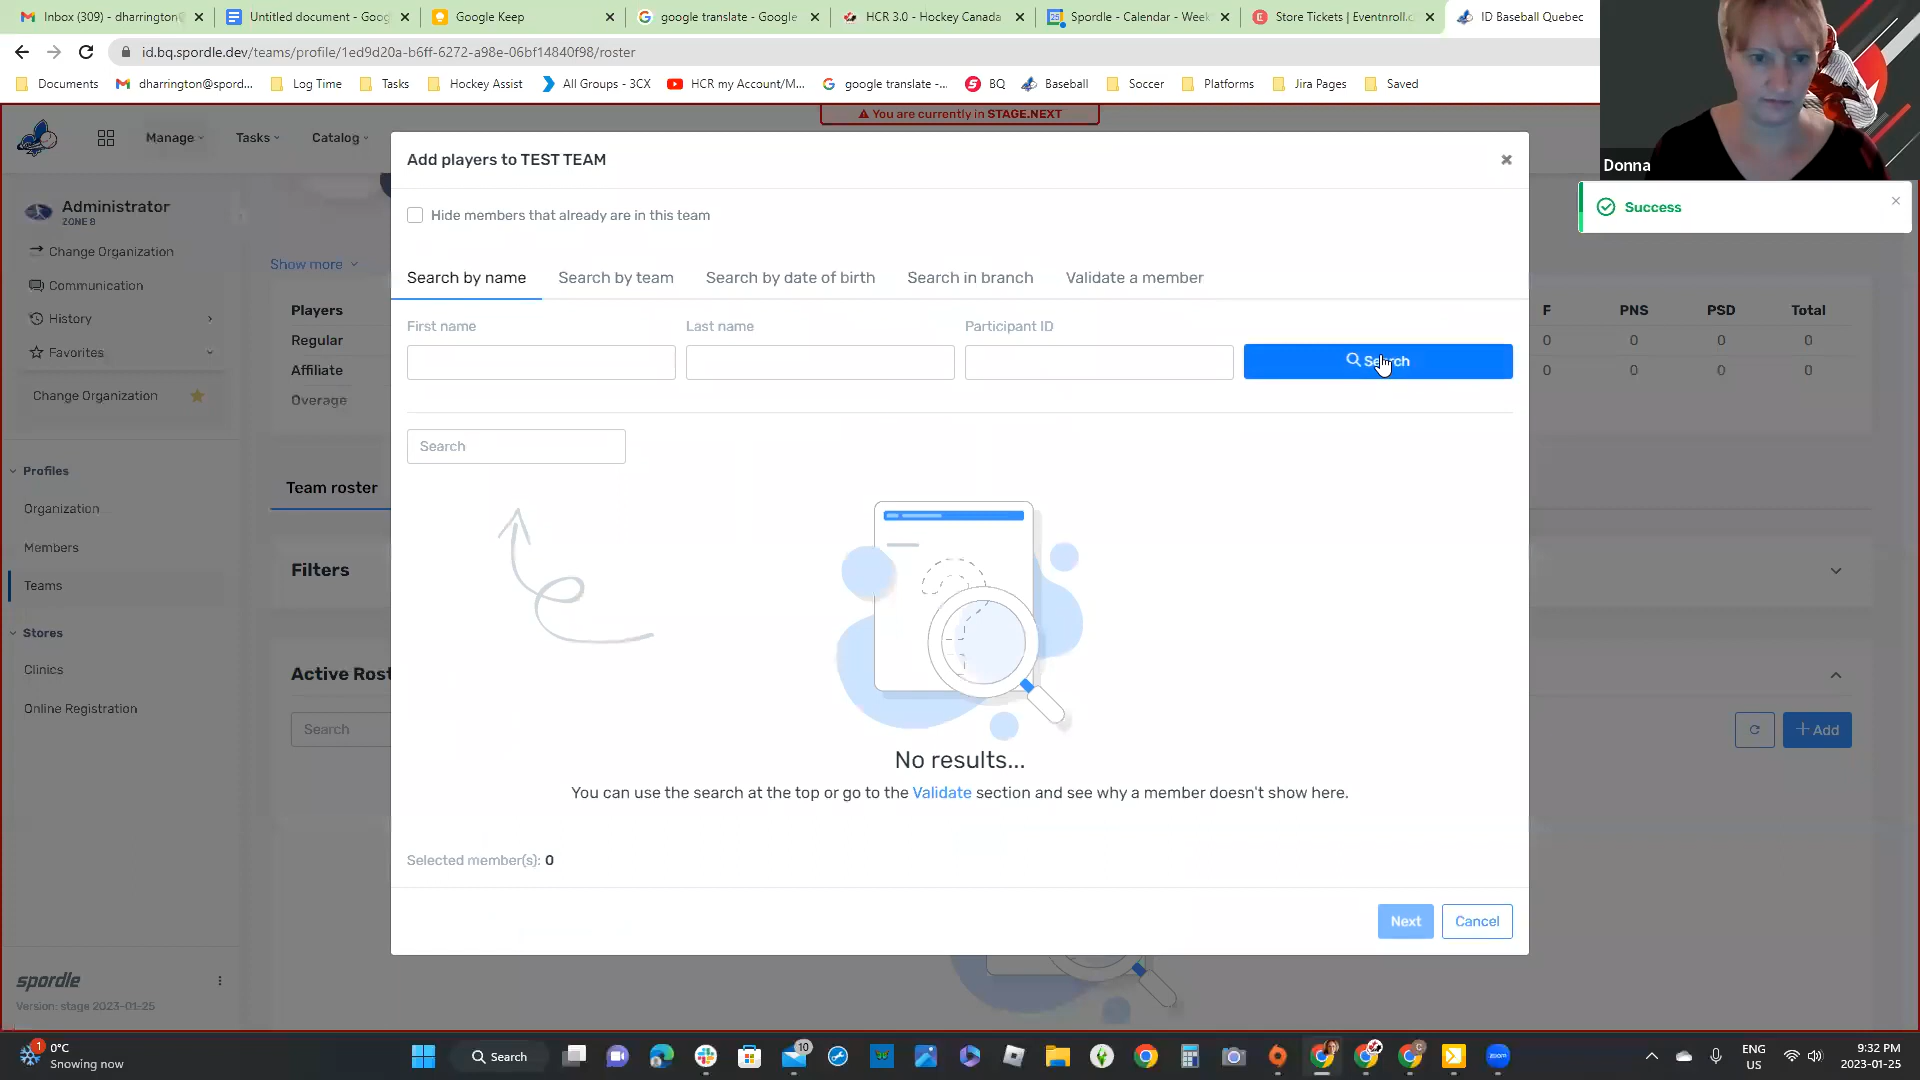 Inbox (309) - dharrington@
Untitled document - Goog
Google Keep
google translate - Google
HCR 3.0 - Hockey Canada
Spordle - Calendar - Week
Store Tickets | Eventnroll.c
ID Baseball Quebec
id.bq.spordle.dev/teams/profile/1ed9d20a-b6ff-6272-a98e-06bf14840f98/roster
Documents
dharrington@spord...
Log Time
Tasks
Hockey Assist
All Groups - 3CX
HCR my Account/M...
google translate -...
BQ
Baseball
Soccer
Platforms
Jira Pages
Saved
You are currently in STAGE.NEXT
Manage
Tasks
Catalog
Donna
Success
Administrator
ZONE 8
Change Organization
Communication
History
Favorites
Change Organization
Profiles
Organization
Members
Teams
Stores
Clinics
Online Registration
spordle
Version: stage 2023-01-25
Show more
Players
Regular
Affiliate
Overage
F PNS PSD Total
0 0 0 0
0 0 0 0
Team roster
Filters
Active Rost
Search
Add
Add players to TEST TEAM
Hide members that already are in this team
Search by name
Search by team
Search by date of birth
Search in branch
Validate a member
First name
Last name
Participant ID
Search
Search
No results...
You can use the search at the top or go to the Validate section and see why a member doesn't show here.
Selected member(s): 0
Next
Cancel
1
0°C
Snowing now
Search
10
zoom
ENG
US
9:32 PM
2023-01-25